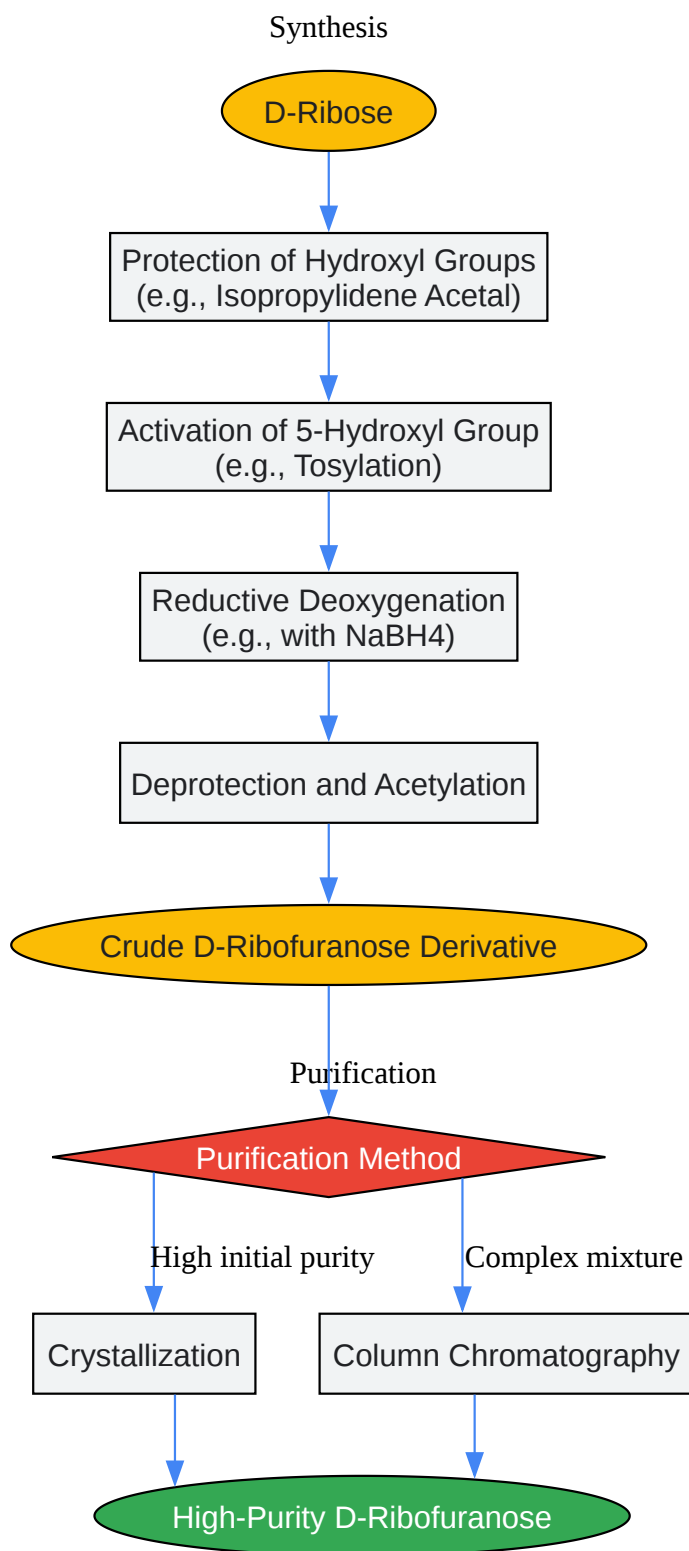 Synthesis
D-Ribose
Protection of Hydroxyl Groups
(e.g., Isopropylidene Acetal)
Activation of 5-Hydroxyl Group
(e.g., Tosylation)
Reductive Deoxygenation
(e.g., with NaBH4)
Deprotection and Acetylation
Crude D-Ribofuranose Derivative
Purification
Purification Method
High initial purity
Complex mixture
Crystallization
Column Chromatography
High-Purity D-Ribofuranose